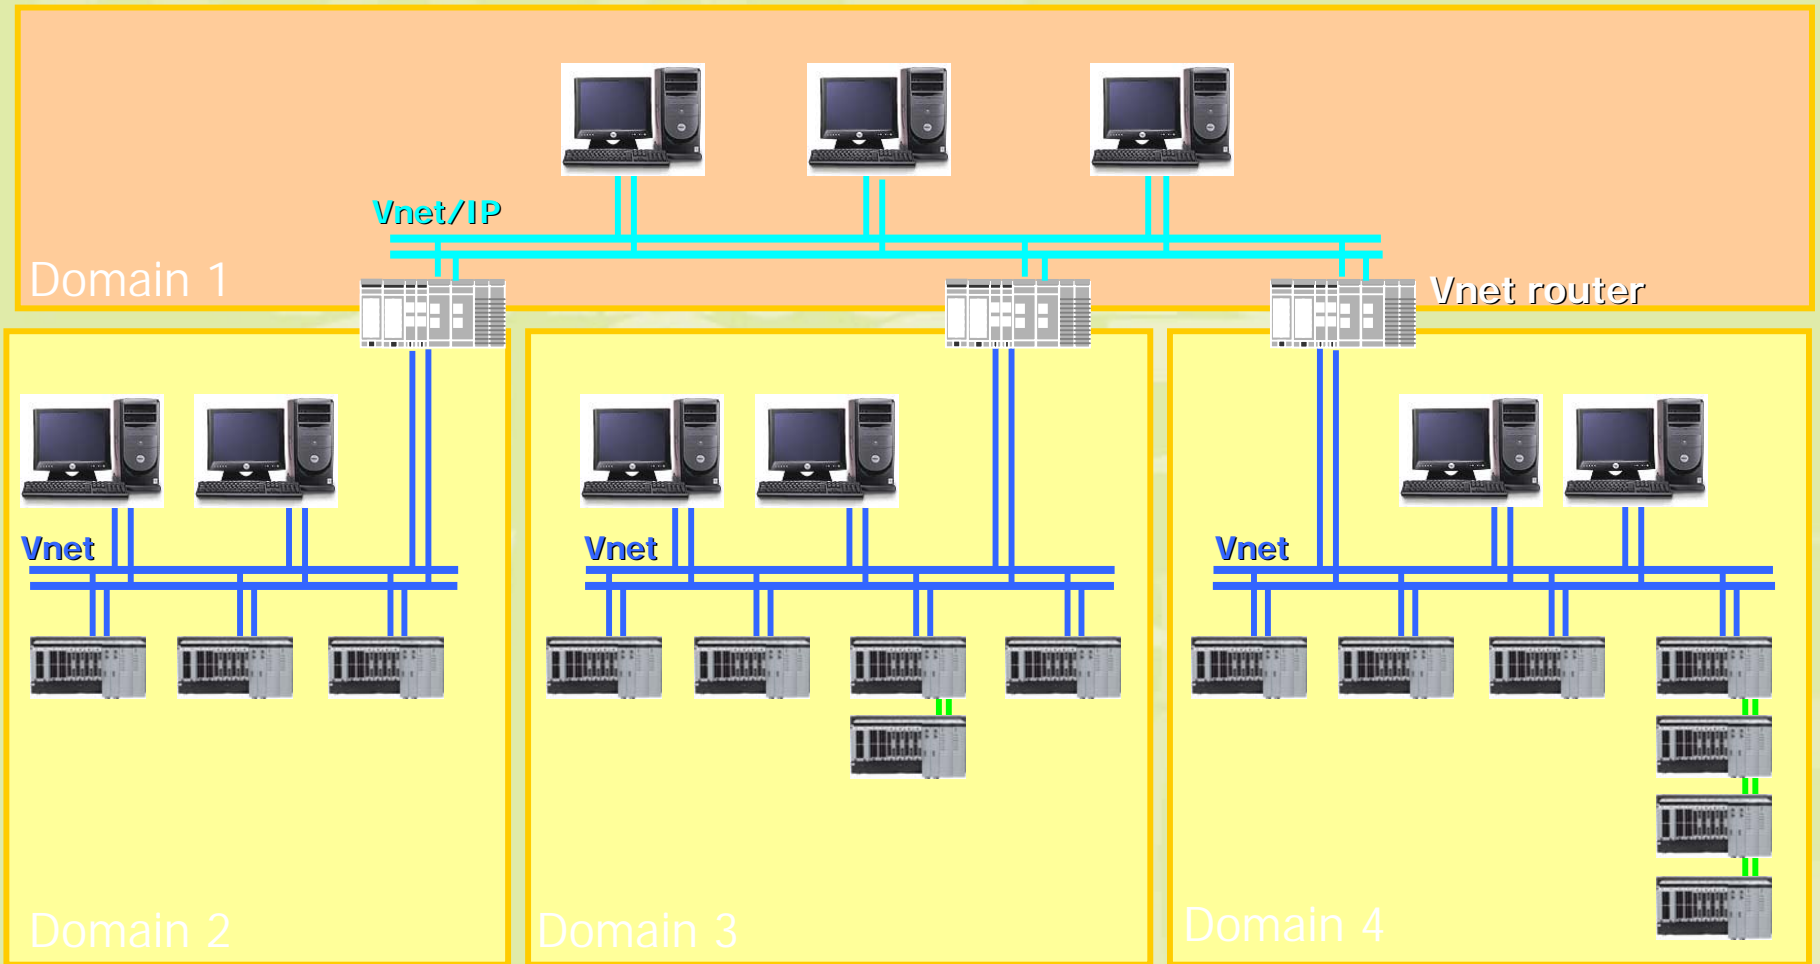 Vnet/IP
Domain 1
Vnet router
Vnet
Vnet
Vnet
Domain 2
Domain 3
Domain 4